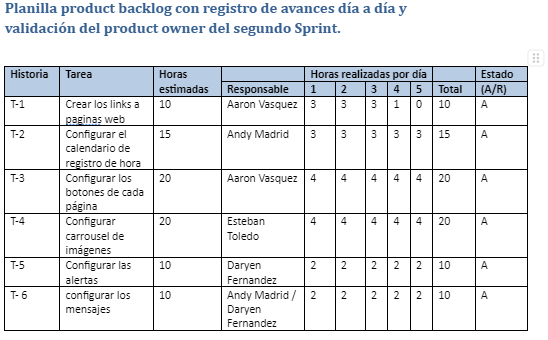 Planilla product backlog con registro de avances día a día y
validación del product owner del segundo Sprint.
Historia Tarea Horas estimadas Responsable Horas realizadas por día Estado (A/R)
1 2 3 4 5 Total
T-1 Crear los links a paginas web 10 Aaron Vasquez 3 3 3 1 0 10 A
T-2 Configurar el calendario de registro de hora 15 Andy Madrid 3 3 3 3 3 15 A
T-3 Configurar los botones de cada página 20 Aaron Vasquez 4 4 4 4 4 20 A
T-4 Configurar carrousel de imágenes 20 Esteban Toledo 4 4 4 4 4 20 A
T-5 Configurar las alertas 10 Daryen Fernandez 2 2 2 2 2 10 A
T- 6 configurar los mensajes 10 Andy Madrid / Daryen Fernandez 2 2 2 2 2 10 A